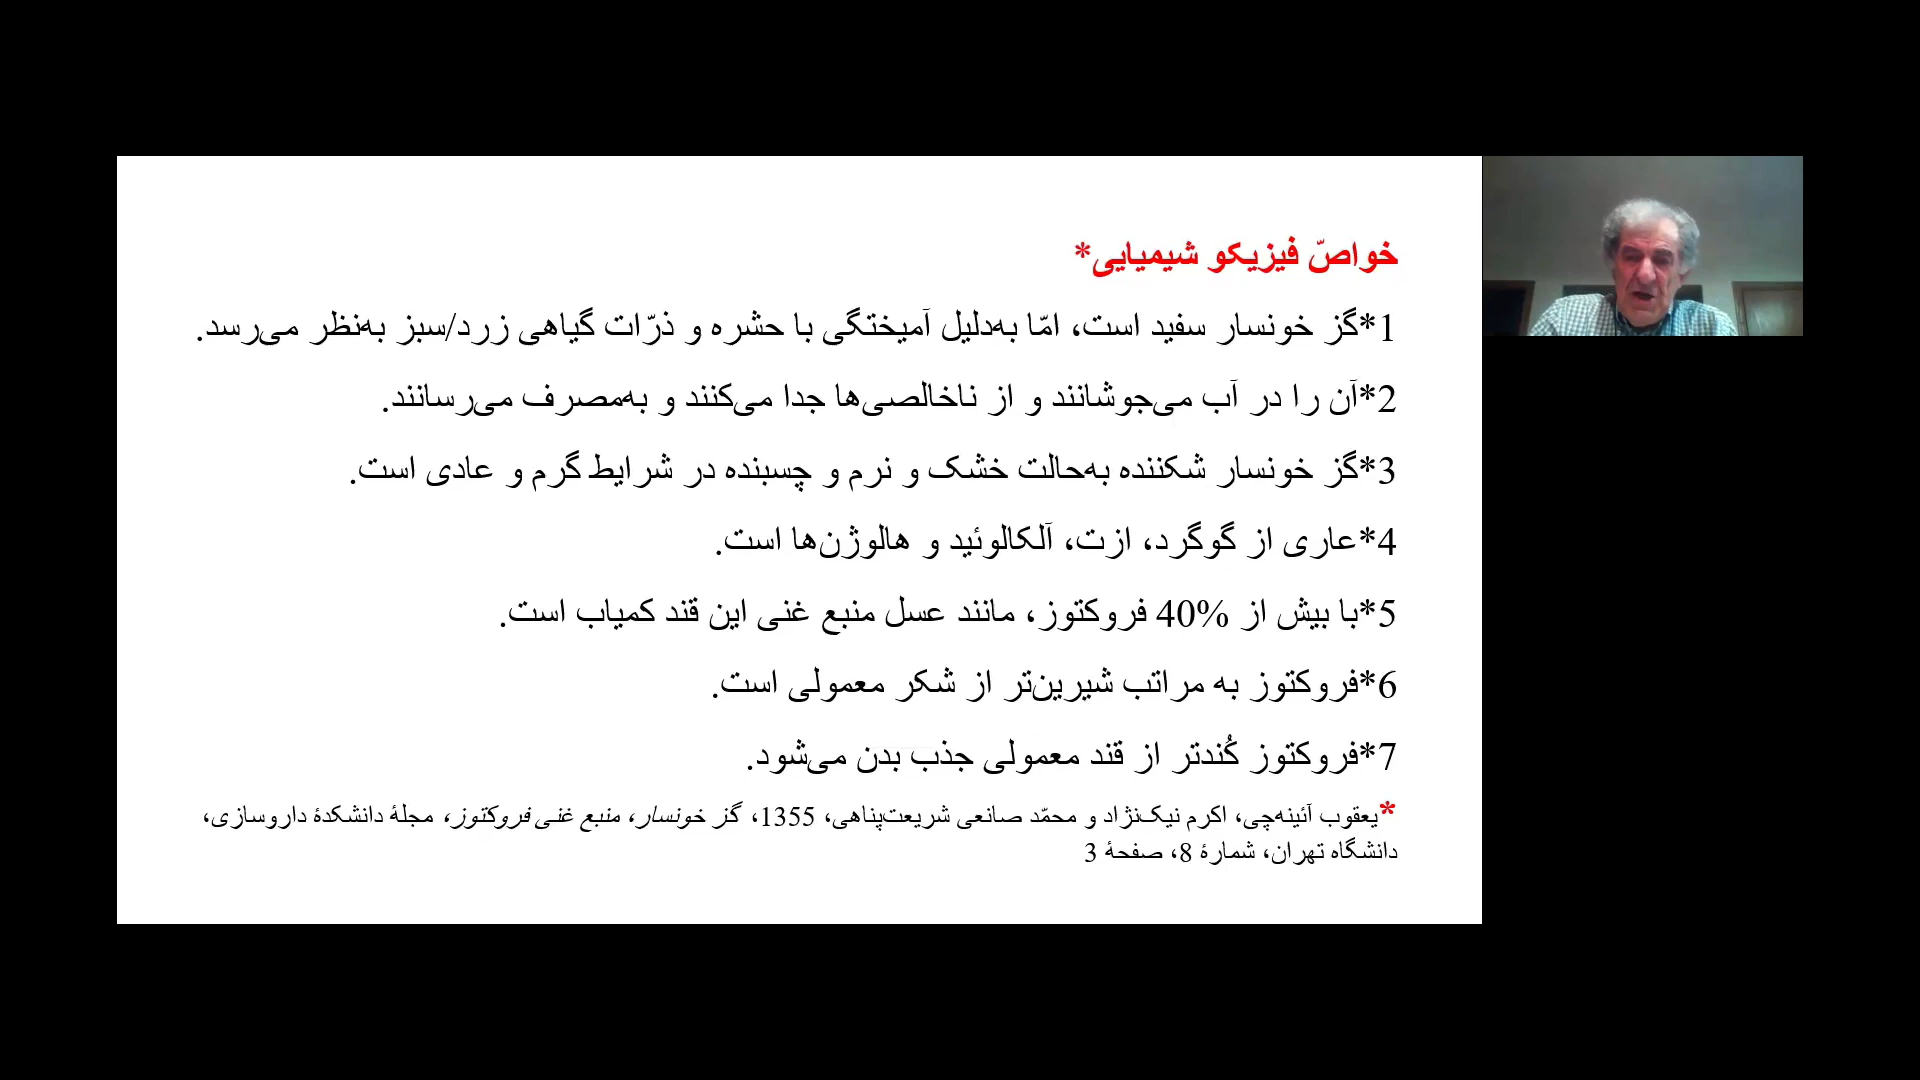 خواصّ فیزیکو شیمیایی*
1*گز خونسار سفید است، امّا به‌دلیل آمیختگی با حشره و ذرّات گیاهی زرد/سبز به‌نظر می‌رسد.
2*آن را در آب می‌جوشانند و از ناخالصی‌ها جدا می‌کنند و به‌مصرف می‌رسانند.
3*گز خونسار شکننده به‌حالت خشک و نرم و چسبنده در شرایط گرم و عادی است.
4*عاری از گوگرد، ازت، آلکالوئید و هالوژن‌ها است.
5*با بیش از 40% فروکتوز، مانند عسل منبع غنی این قند کمیاب است.
6*فروکتوز به مراتب شیرین‌تر از شکر معمولی است.
7*فروکتوز کُندتر از قند معمولی جذب بدن می‌شود.
*یعقوب آئینه‌چی، اکرم نیک‌نژاد و محمّد صانعی شریعت‌پناهی، 1355، گز خونسار، منبع غنی فروکتوز، مجلهٔ دانشکدهٔ داروسازی،
دانشگاه تهران، شمارهٔ 8، صفحهٔ 3